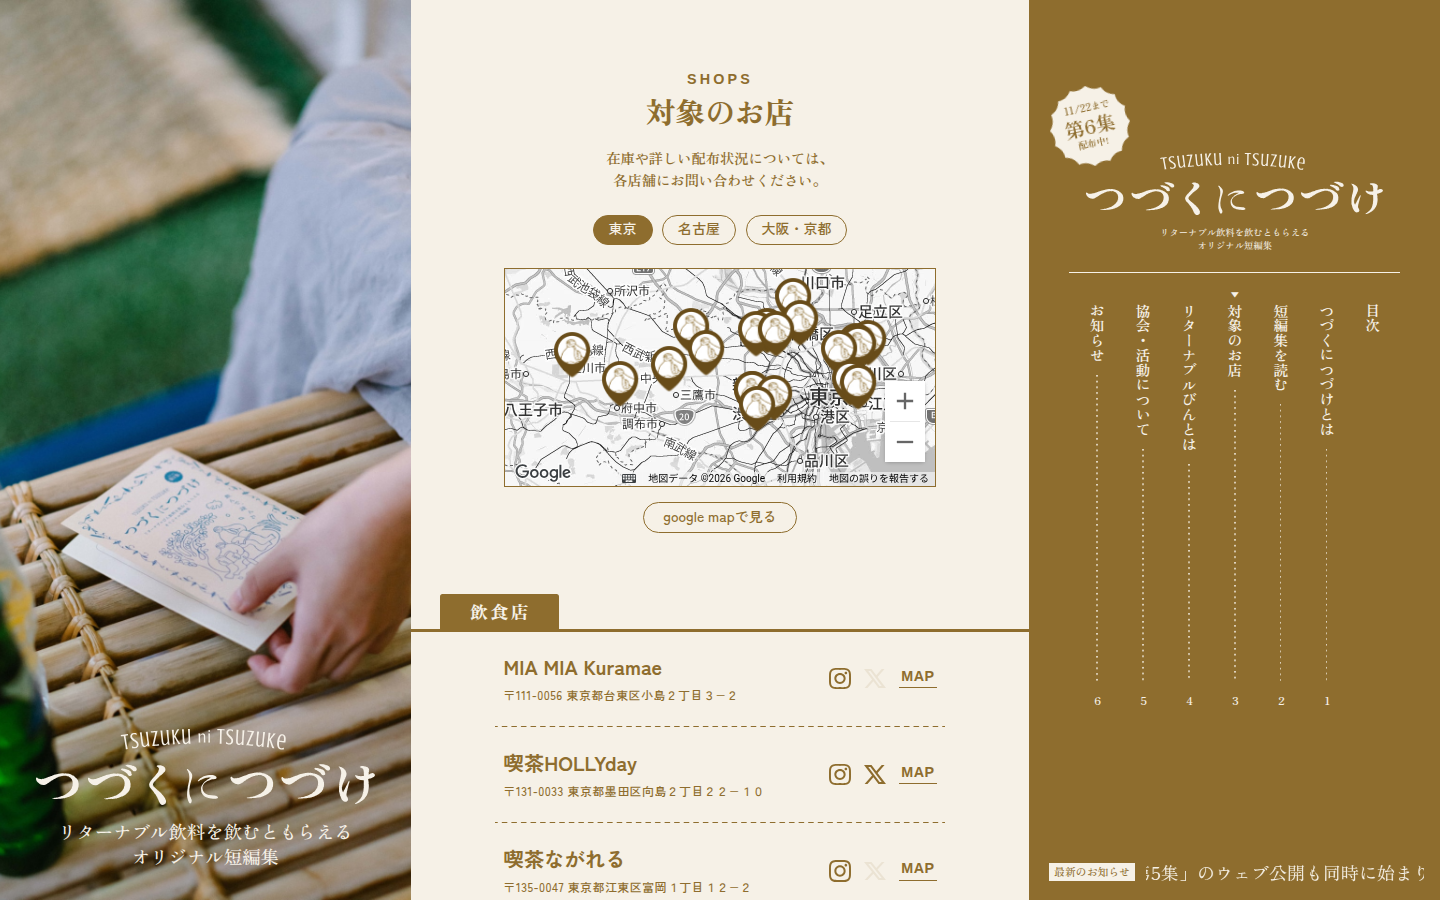 TSUZUKU ni TSUZUKe
つづくにつづけ
リターナブル飲料を飲むともらえる
オリジナル短編集
つづくにつづけ
SHOPS
対象のお店
在庫や詳しい配布状況については、
各店舗にお問い合わせください。
東京
名古屋
大阪・京都
所沢市
川口市
足立区
西武池袋線
三鷹市
府中市
調布市
八王子市
20
南武線
港区
品川区
Google
地図データ ©2026 Google
利用規約
地図の誤りを報告する
google mapで見る
飲食店
MIA MIA Kuramae
〒111-0056 東京都台東区小島２丁目３－２
MAP
喫茶HOLLYday
〒131-0033 東京都墨田区向島２丁目２２－１０
MAP
喫茶ながれる
〒135-0047 東京都江東区富岡１丁目１２－２
MAP
11/22まで
第6集
配布中!
TSUZUKU ni TSUZUKe
つづくにつづけ
リターナブル飲料を飲むともらえる
オリジナル短編集
目次
つづくにつづけとは
1
短編集を読む
2
対象のお店
3
リターナブルびんとは
4
協会・活動について
5
お知らせ
6
最新のお知らせ
5集」のウェブ公開も同時に始まり